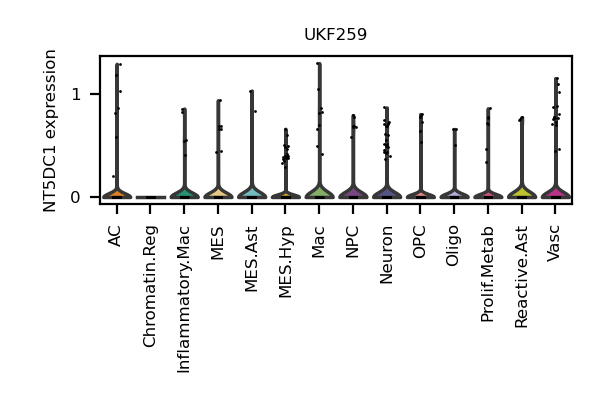 UKF259
NT5DC1 expression
1
0
AC
Chromatin.Reg
Inflammatory.Mac
MES
MES.Ast
MES.Hyp
Mac
NPC
Neuron
OPC
Oligo
Prolif.Metab
Reactive.Ast
Vasc